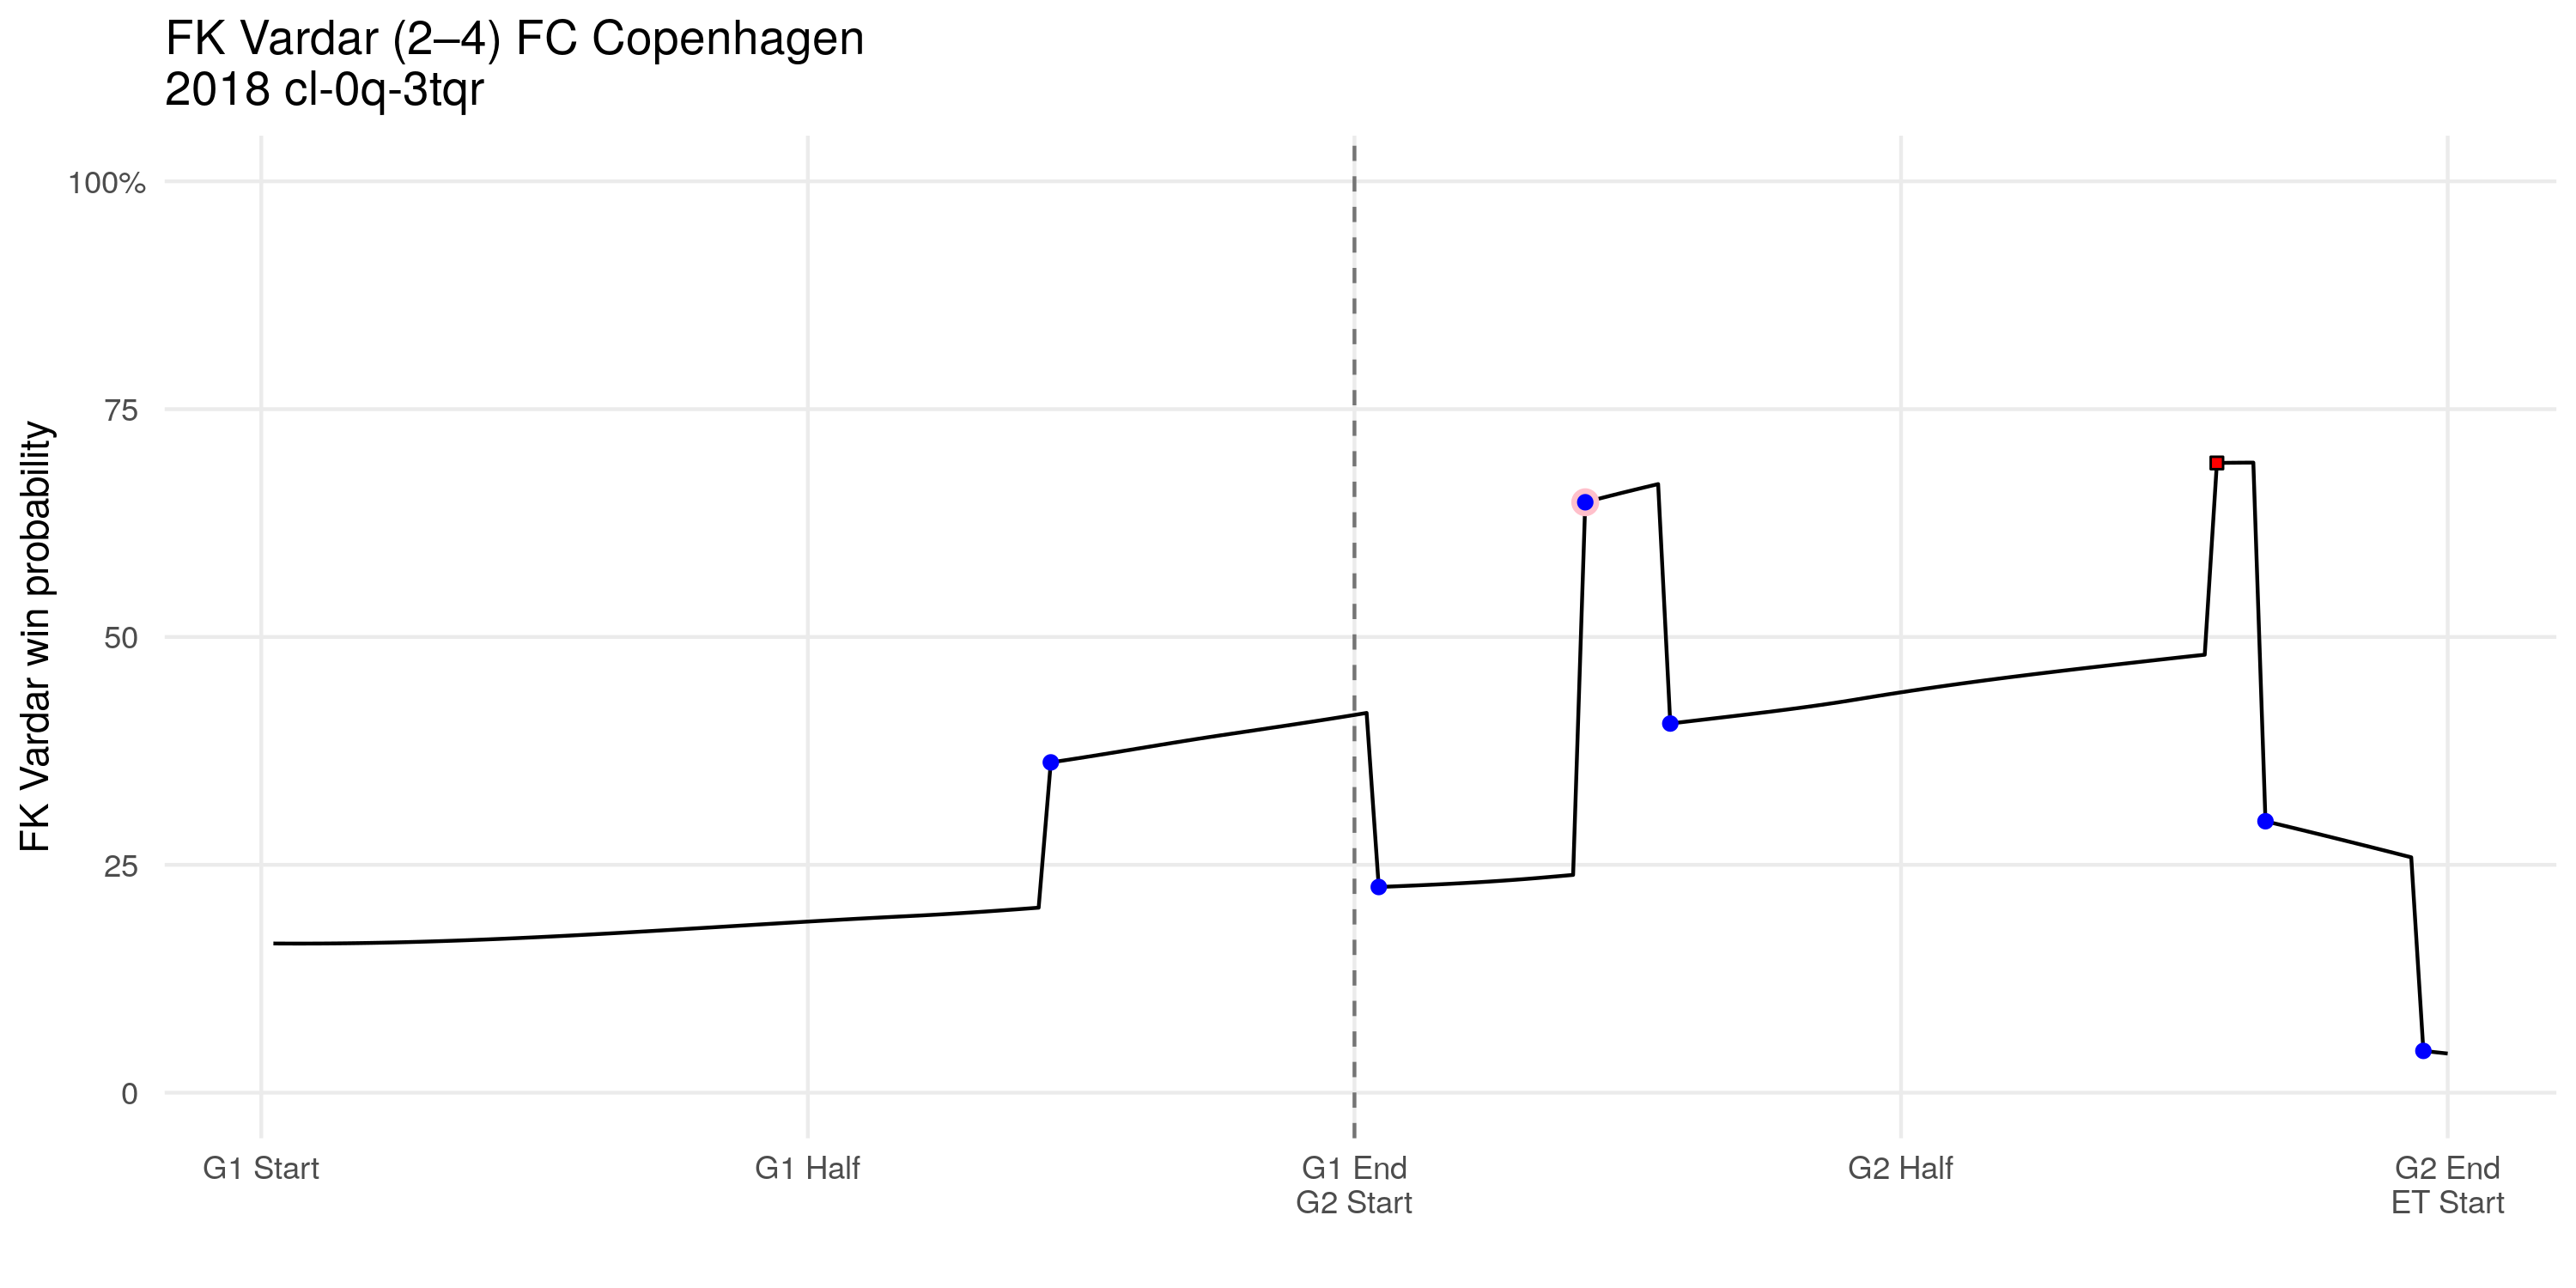 FK Vardar (2–4) FC Copenhagen
2018 cl-0q-3tqr
FK Vardar win probability
100%
75
50
25
0
G1 Start
G1 Half
G1 End
G2 Start
G2 Half
G2 End
ET Start